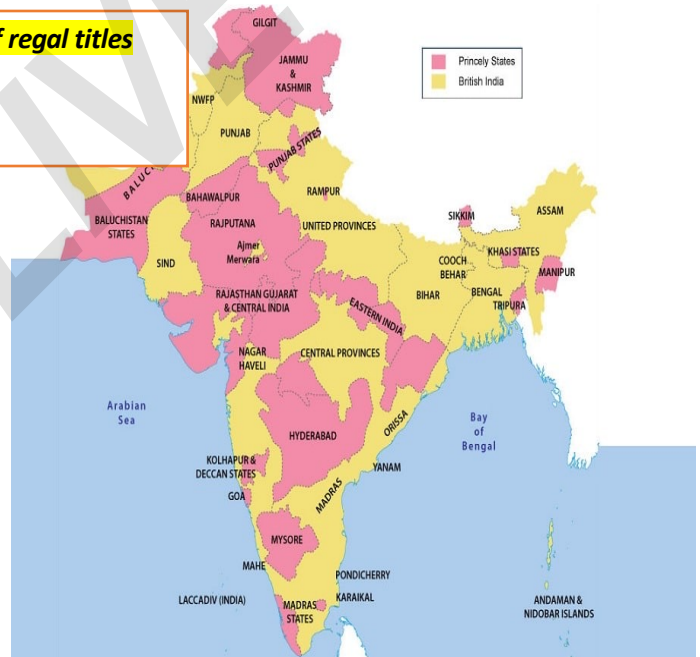 f regal titles
GILGIT
JAMMU
&
KASHMIR
Princely States
British India
NWFP
PUNJAB
PUNJAB STATES
BAHAWALPUR
RAMPUR
BALUCHISTAN
STATES
RAJPUTANA
UNITED PROVINCES
SIKKIM
ASSAM
Ajmer
Merwara
SIND
COOCH
BEHAR
KHASI STATES
MANIPUR
RAJASTHAN GUJARAT
& CENTRAL INDIA
EASTERN INDIA
BIHAR
BENGAL
TRIPURA
NAGAR
HAVELI
CENTRAL PROVINCES
Arabian
Sea
Bay
of
Bengal
ORISSA
HYDERABAD
KOLHAPUR &
DECCAN STATES
YANAM
GOA
MADRAS
MYSORE
MAHE
PONDICHERRY
LACCADIV (INDIA)
KARAIKAL
MADRAS
STATES
ANDAMAN &
NIDOBAR ISLANDS